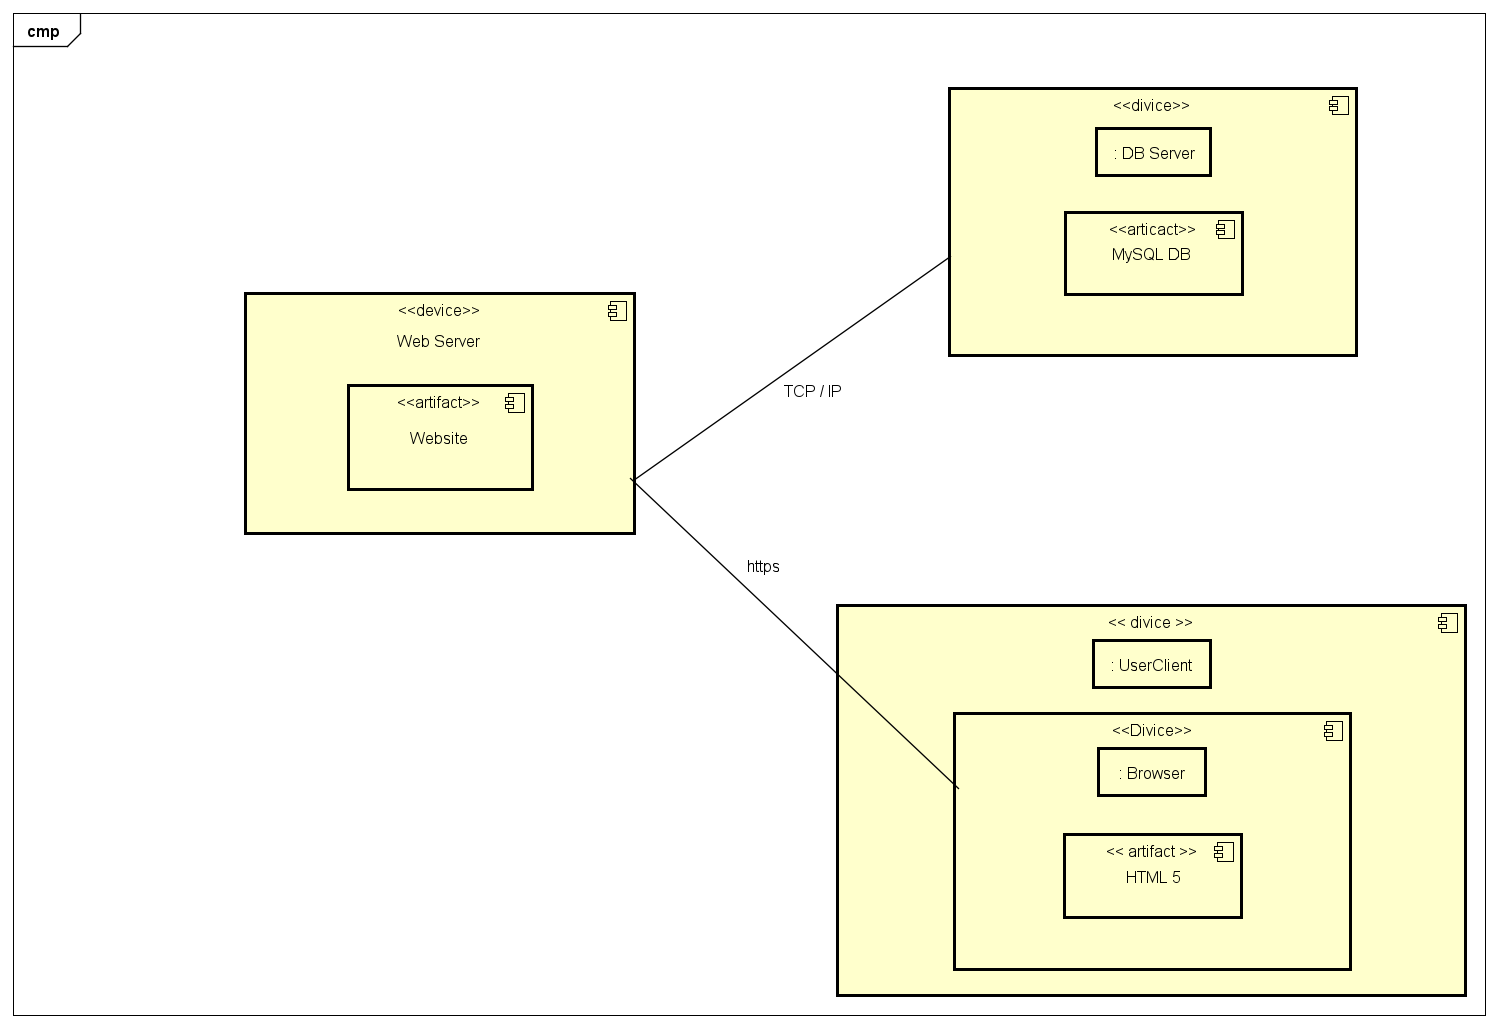 cmp
<<divice>>
: DB Server
<<articact>>
MySQL DB
<<device>>
Web Server
<<artifact>>
Website
TCP / IP
https
<< divice >>
: UserClient
<<Divice>>
: Browser
<< artifact >>
HTML 5